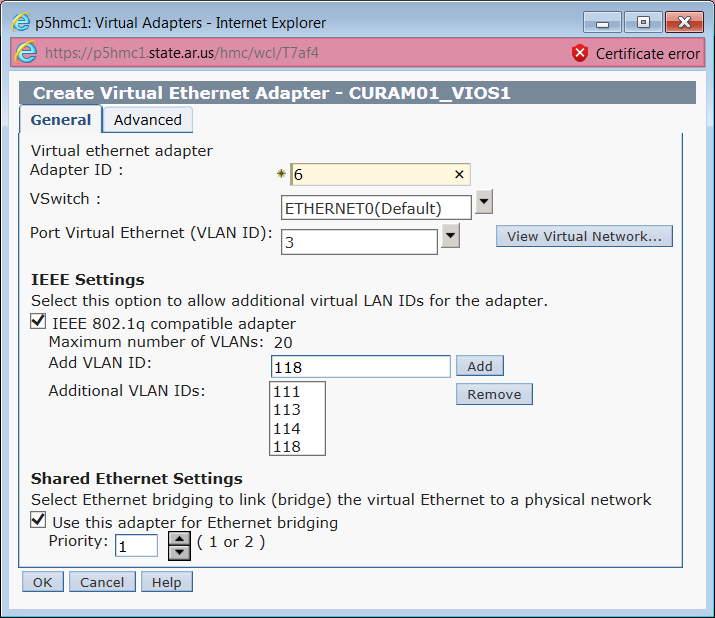 p5hmc1: Virtual Adapters - Internet Explorer
https://p5hmc1.state.ar.us/hmc/wcl/T7af4 Certificate error
Create Virtual Ethernet Adapter - CURAM01_VIOS1
General Advanced
Virtual ethernet adapter
Adapter ID : 6
VSwitch : ETHERNET0(Default)
Port Virtual Ethernet (VLAN ID): 3 View Virtual Network...
IEEE Settings
Select this option to allow additional virtual LAN IDs for the adapter.
IEEE 802.1q compatible adapter
Maximum number of VLANs: 20
Add VLAN ID: 118 Add
Additional VLAN IDs: 111 Remove
113
114
118
Shared Ethernet Settings
Select Ethernet bridging to link (bridge) the virtual Ethernet to a physical network
Use this adapter for Ethernet bridging
Priority: 1 ( 1 or 2 )
OK Cancel Help